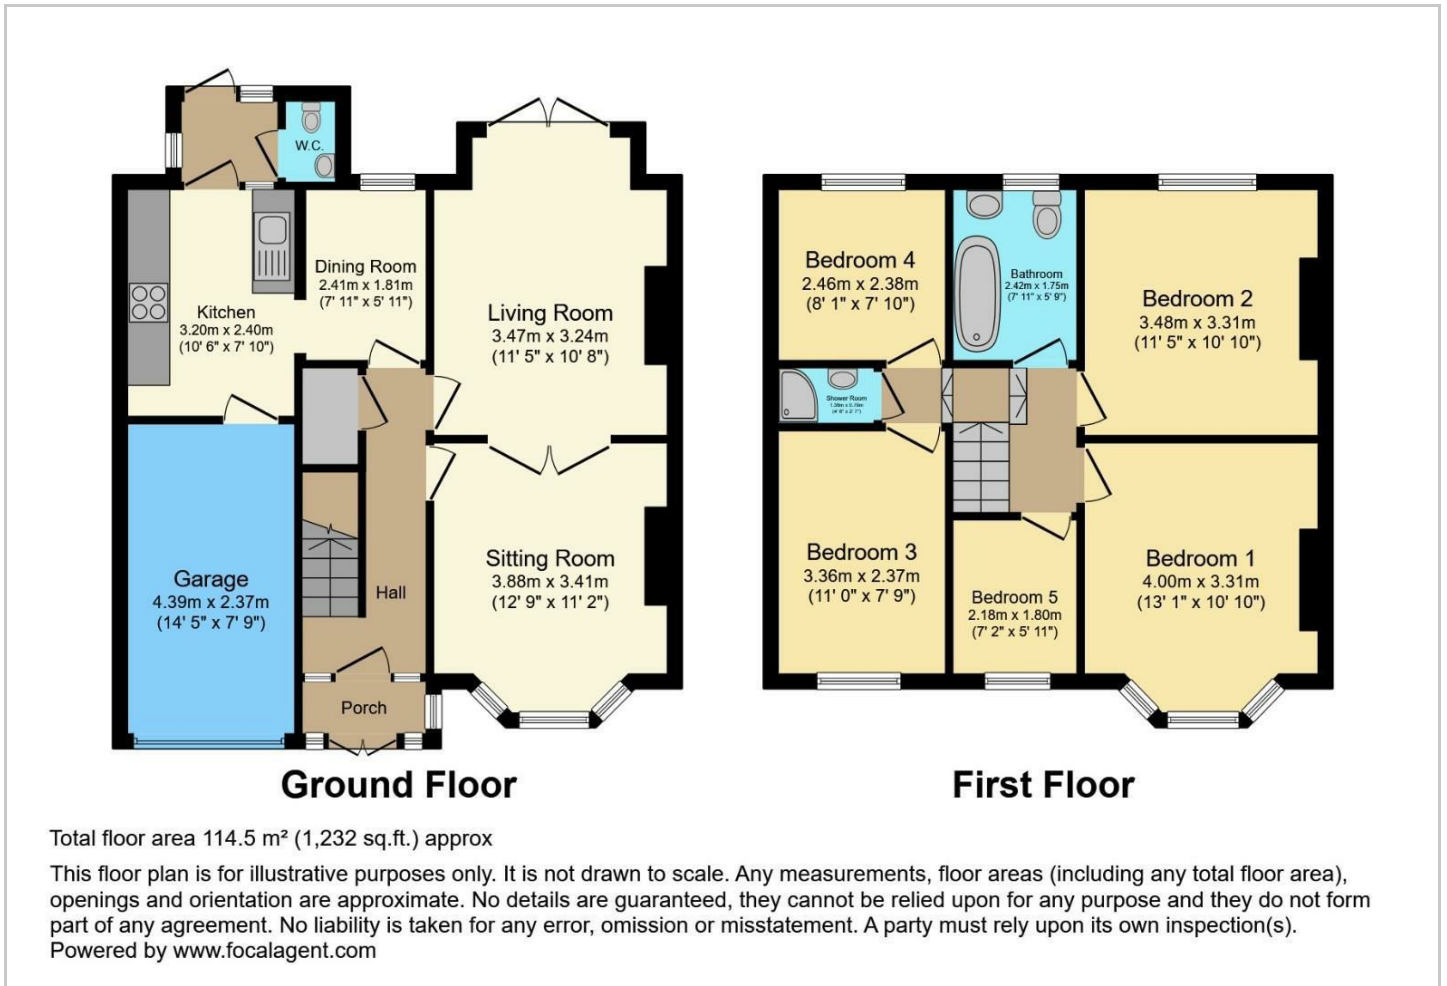 W.C.
Dining Room
2.41m x 1.81m
(7' 11" x 5' 11")
Kitchen
3.20m x 2.40m
(10' 6" x 7' 10")
Living Room
3.47m x 3.24m
(11' 5" x 10' 8")
Garage
4.39m x 2.37m
(14' 5" x 7' 9")
Hall
Sitting Room
3.88m x 3.41m
(12' 9" x 11' 2")
Porch
Ground Floor
Bedroom 4
2.46m x 2.38m
(8' 1" x 7' 10")
Bathroom
2.42m x 1.75m
(7' 11" x 5' 9")
Bedroom 2
3.48m x 3.31m
(11' 5" x 10' 10")
Shower Room
Bedroom 3
3.36m x 2.37m
(11' 0" x 7' 9")
Bedroom 5
2.18m x 1.80m
(7' 2" x 5' 11")
Bedroom 1
4.00m x 3.31m
(13' 1" x 10' 10")
First Floor
Total floor area 114.5 m² (1,232 sq.ft.) approx
This floor plan is for illustrative purposes only. It is not drawn to scale. Any measurements, floor areas (including any total floor area),
openings and orientation are approximate. No details are guaranteed, they cannot be relied upon for any purpose and they do not form
part of any agreement. No liability is taken for any error, omission or misstatement. A party must rely upon its own inspection(s).
Powered by www.focalagent.com